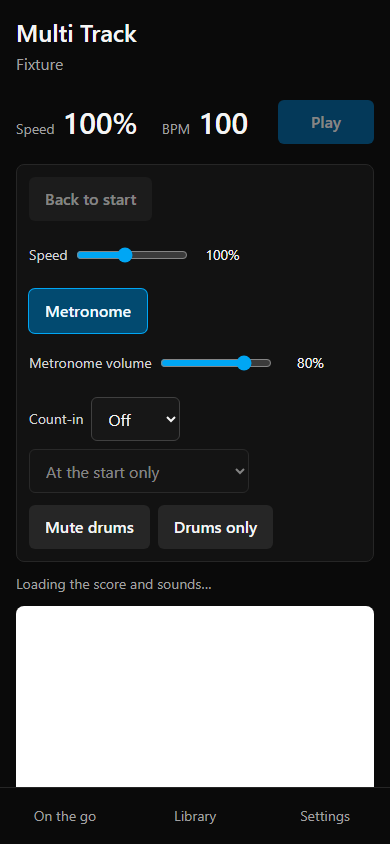 Multi Track
Fixture
Speed 100% BPM 100 Play
Back to start
Speed 100%
Metronome
Metronome volume 80%
Count-in Off
At the start only
Mute drums Drums only
Loading the score and sounds...
On the go Library Settings